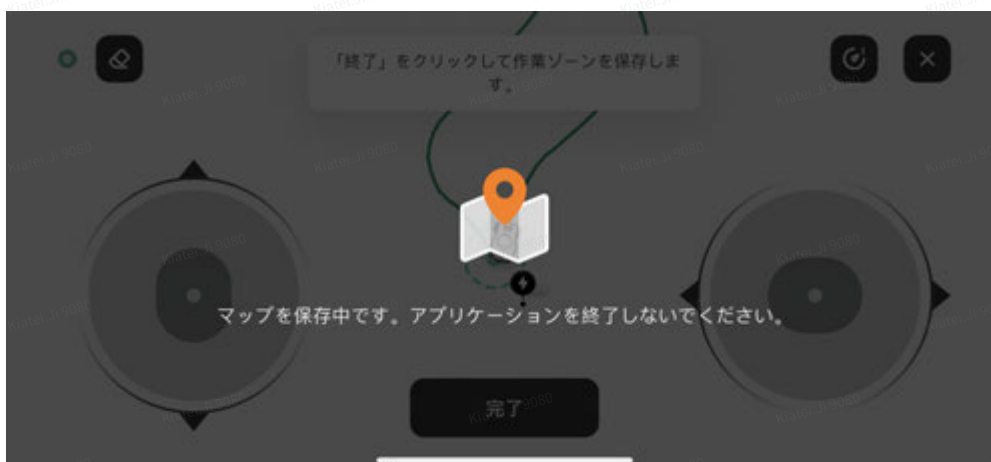 「終了」をクリックして作業ゾーンを保存しま
す。
マップを保存中です。アプリケーションを終了しないでください。
完了